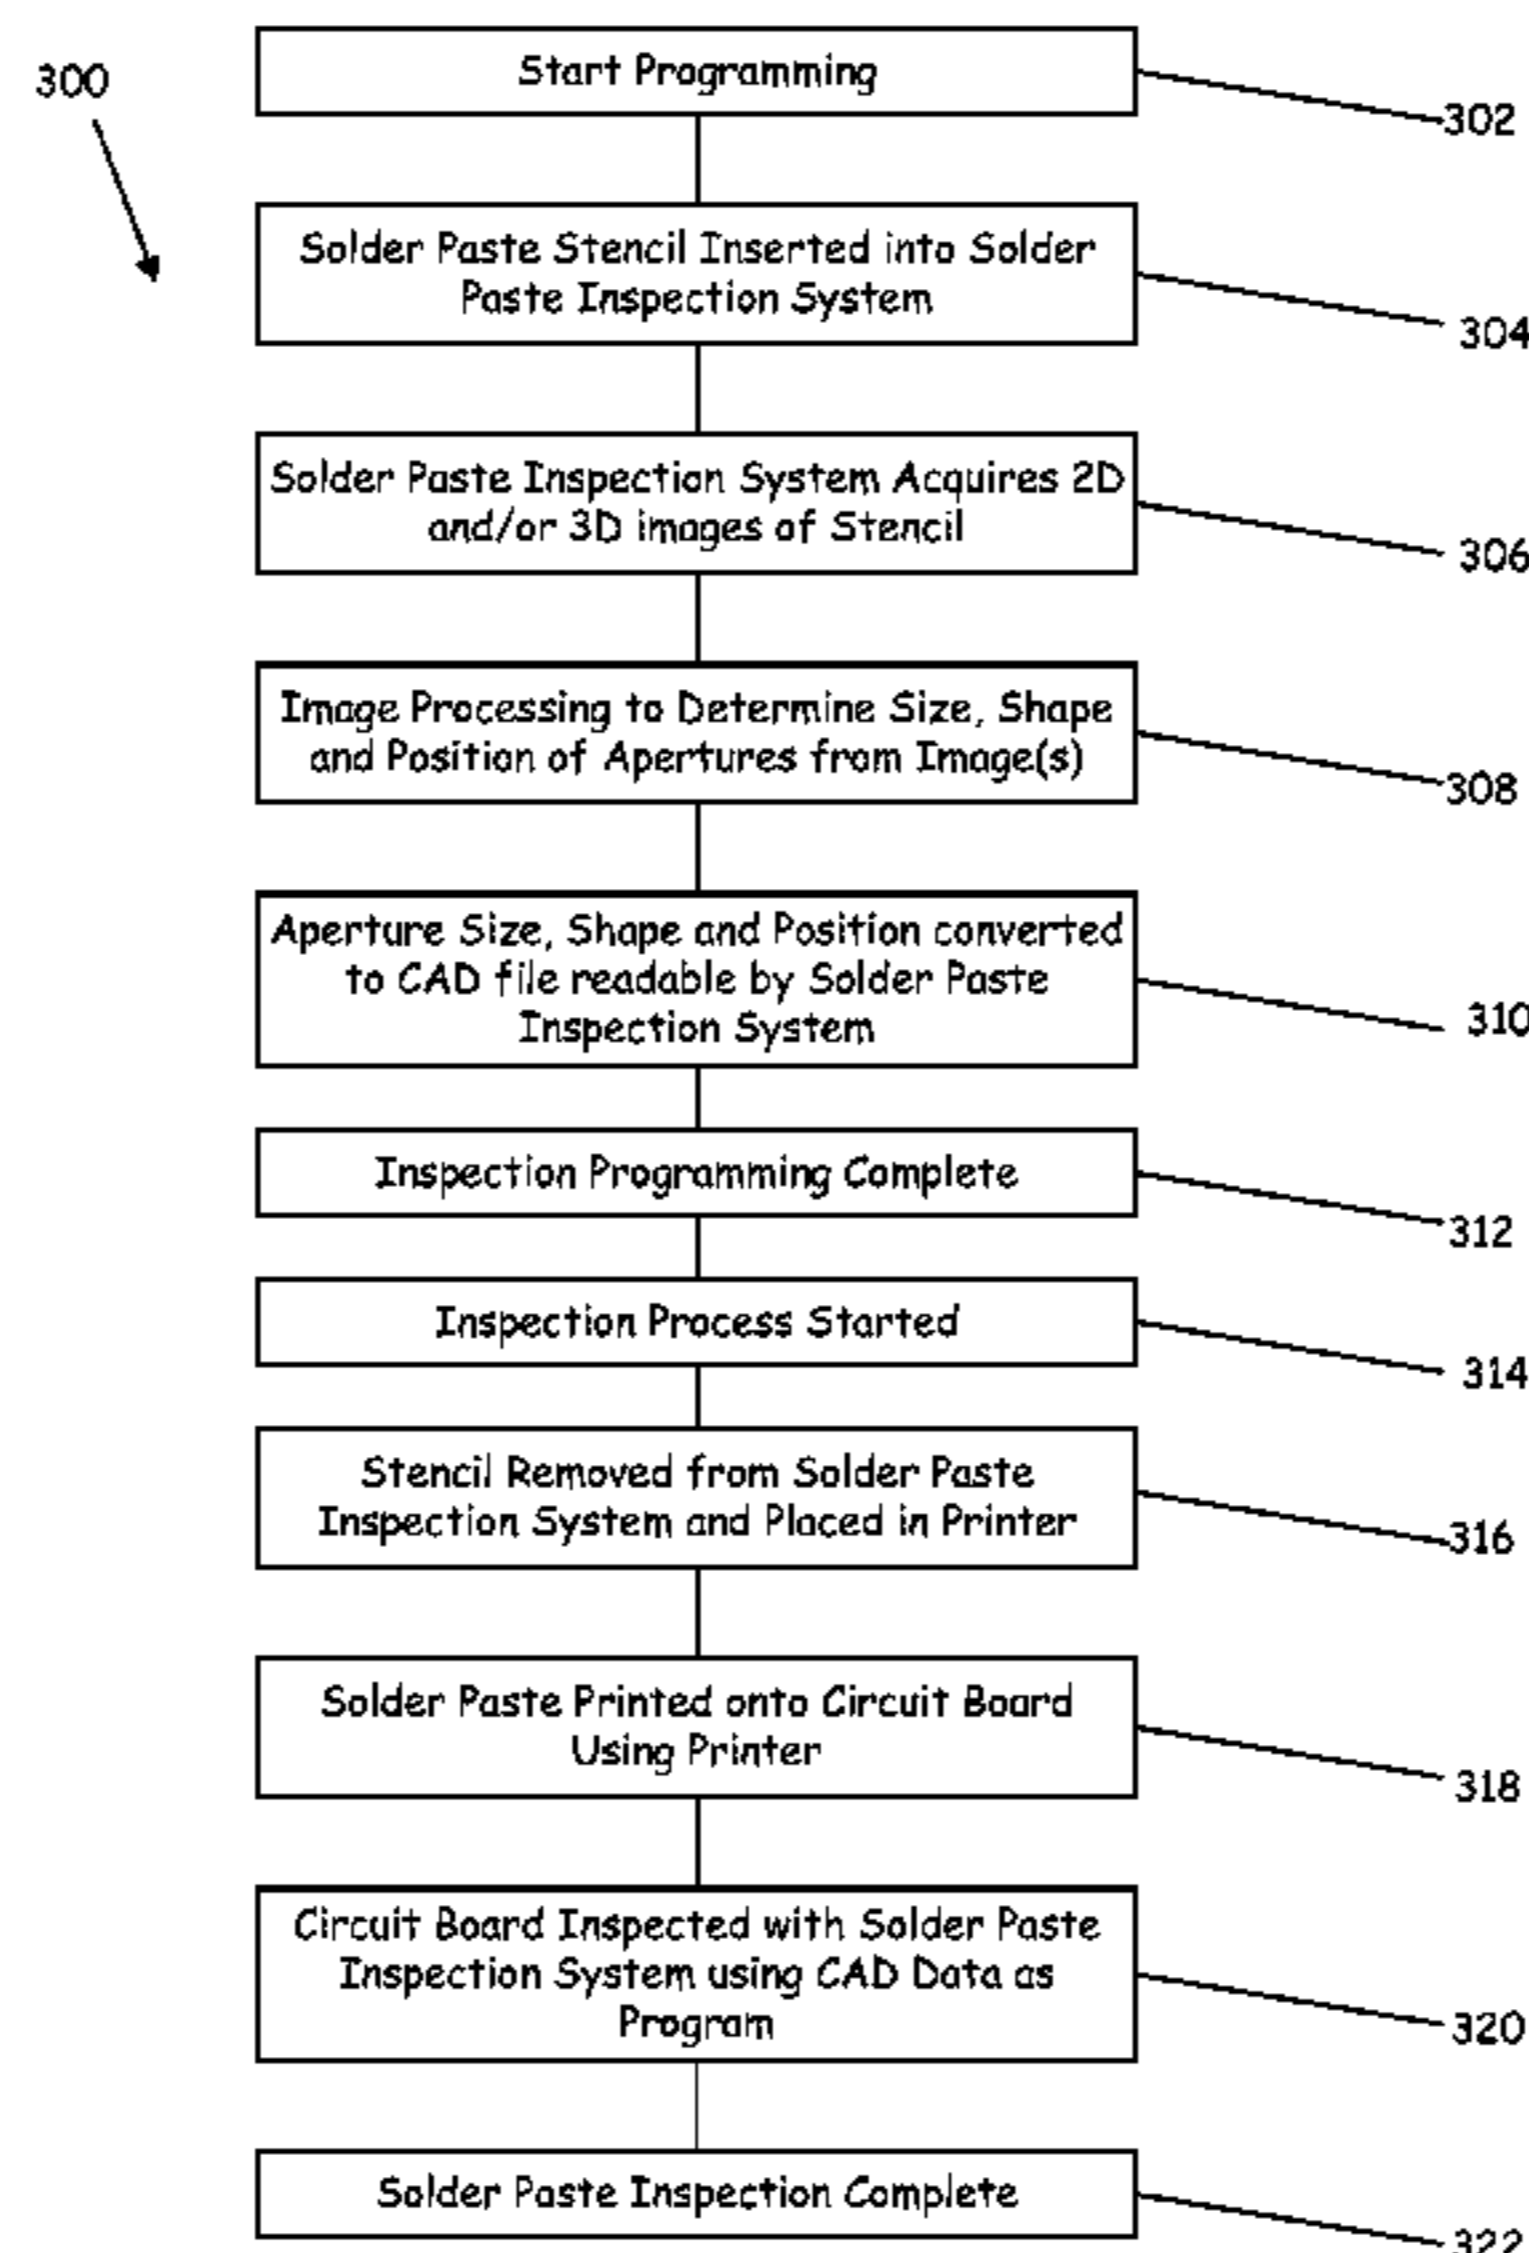 300
Start Programming
302
Solder Paste Stencil Inserted into Solder
Paste Inspection System
304
Solder Paste Inspection System Acquires 2D
and/or 3D images of Stencil
306
Image Processing to Determine Size, Shape
and Position of Apertures from Image(s)
308
Aperture Size, Shape and Position converted
to CAD file readable by Solder Paste
Inspection System
310
Inspection Programming Complete
312
Inspection Process Started
314
Stencil Removed from Solder Paste
Inspection System and Placed in Printer
316
Solder Paste Printed onto Circuit Board
Using Printer
318
Circuit Board Inspected with Solder Paste
Inspection System using CAD Data as
Program
320
Solder Paste Inspection Complete
322